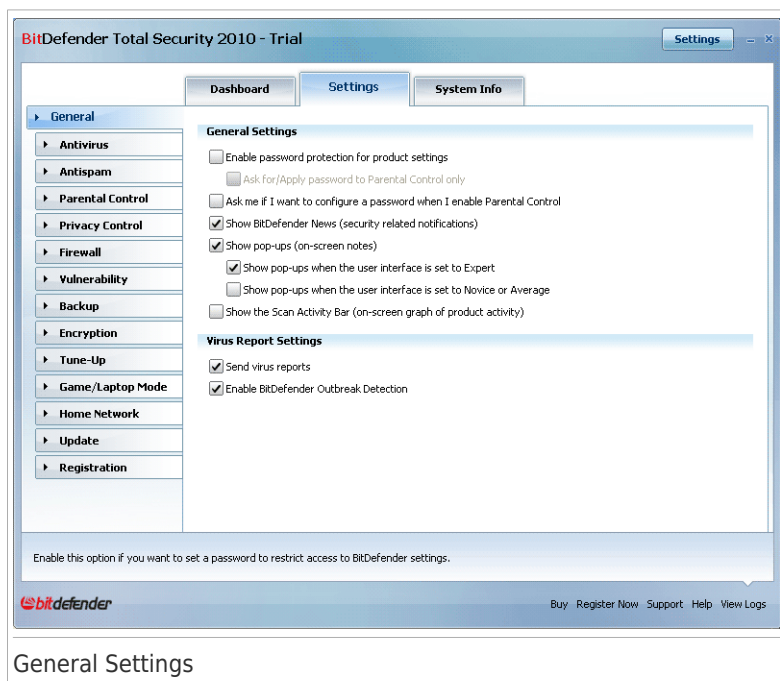 BitDefender Total Security 2010 - Trial
Settings
Dashboard
Settings
System Info
General
Antivirus
Antispam
Parental Control
Privacy Control
Firewall
Vulnerability
Backup
Encryption
Tune-Up
Game/Laptop Mode
Home Network
Update
Registration
General Settings
Enable password protection for product settings
Ask for/Apply password to Parental Control only
Ask me if I want to configure a password when I enable Parental Control
Show BitDefender News (security related notifications)
Show pop-ups (on-screen notes)
Show pop-ups when the user interface is set to Expert
Show pop-ups when the user interface is set to Novice or Average
Show the Scan Activity Bar (on-screen graph of product activity)
Virus Report Settings
Send virus reports
Enable BitDefender Outbreak Detection
Enable this option if you want to set a password to restrict access to BitDefender settings.
bitdefender
Buy Register Now Support Help View Logs
General Settings